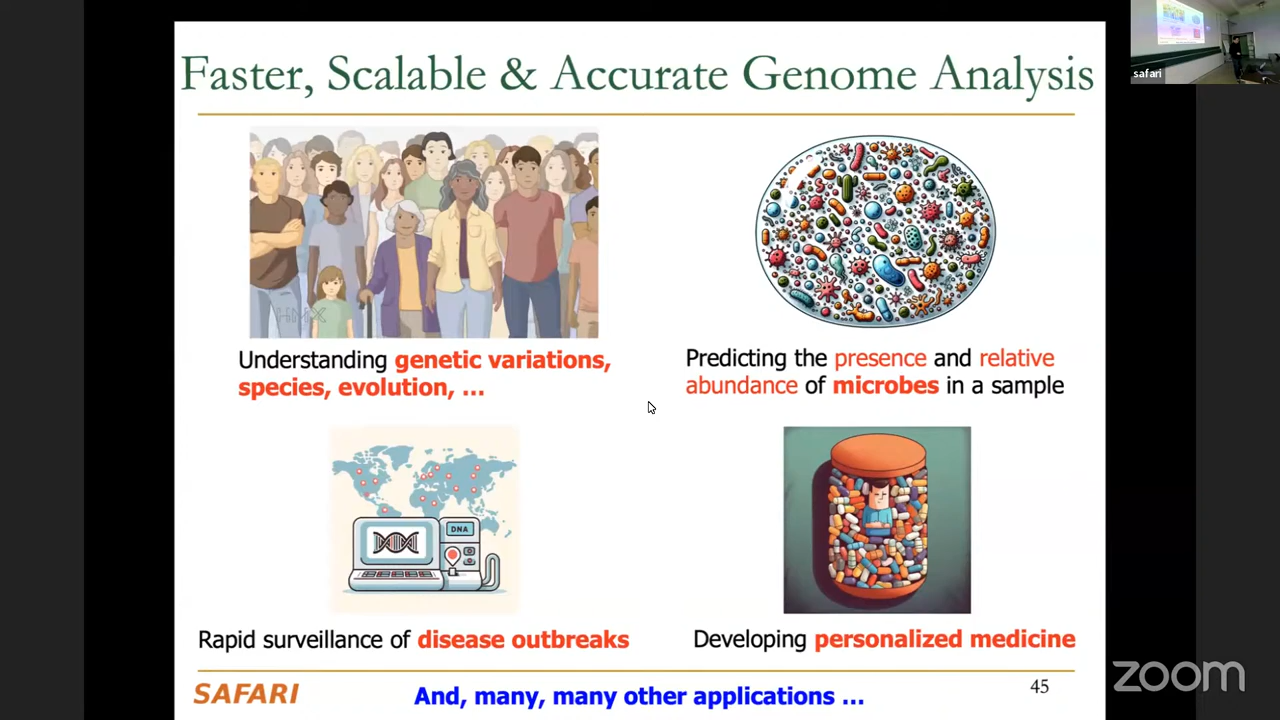 Faster, Scalable & Accurate Genome Analysis
safari
HMX
Understanding genetic variations,
species, evolution, …
Predicting the presence and relative
abundance of microbes in a sample
DNA
Rapid surveillance of disease outbreaks
Developing personalized medicine
SAFARI
And, many, many other applications …
45
zoom